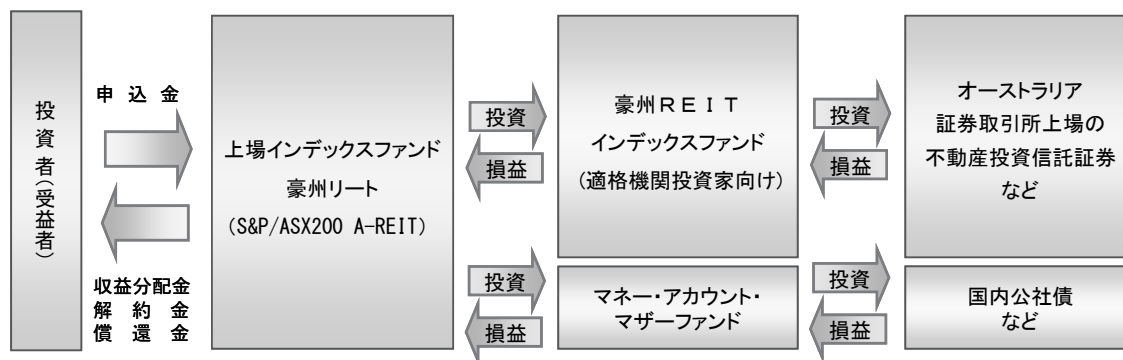 投資者(受益者)
申 込 金
収益分配金
解 約 金
償 還 金
上場インデックスファンド
豪州リート
(S&P/ASX200 A-REIT)
投資
損益
投資
損益
豪州REIT
インデックスファンド
(適格機関投資家向け)
マネー・アカウント・
マザーファンド
投資
損益
投資
損益
オーストラリア
証券取引所上場の
不動産投資信託証券
など
国内公社債
など